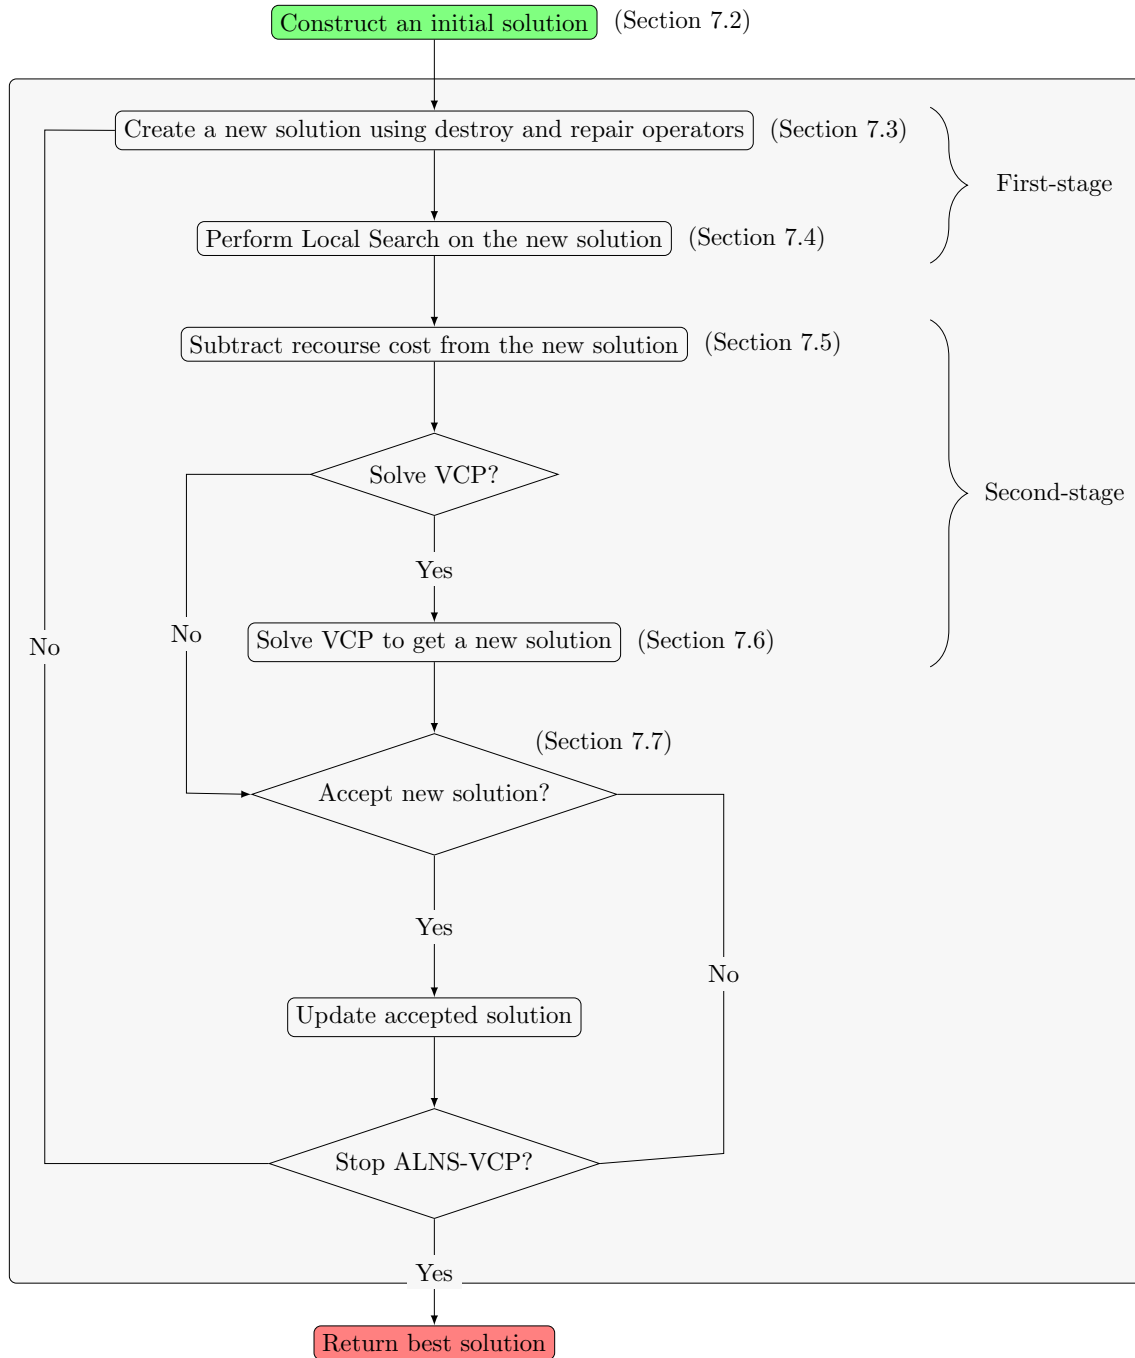 Construct an initial solution (Section 7.2)
Create a new solution using destroy and repair operators (Section 7.3)
First-stage
Perform Local Search on the new solution (Section 7.4)
Subtract recourse cost from the new solution (Section 7.5)
Solve VCP?
Second-stage
Yes
No
Solve VCP to get a new solution (Section 7.6)
No
(Section 7.7)
Accept new solution?
Yes
No
Update accepted solution
Stop ALNS-VCP?
Yes
Return best solution